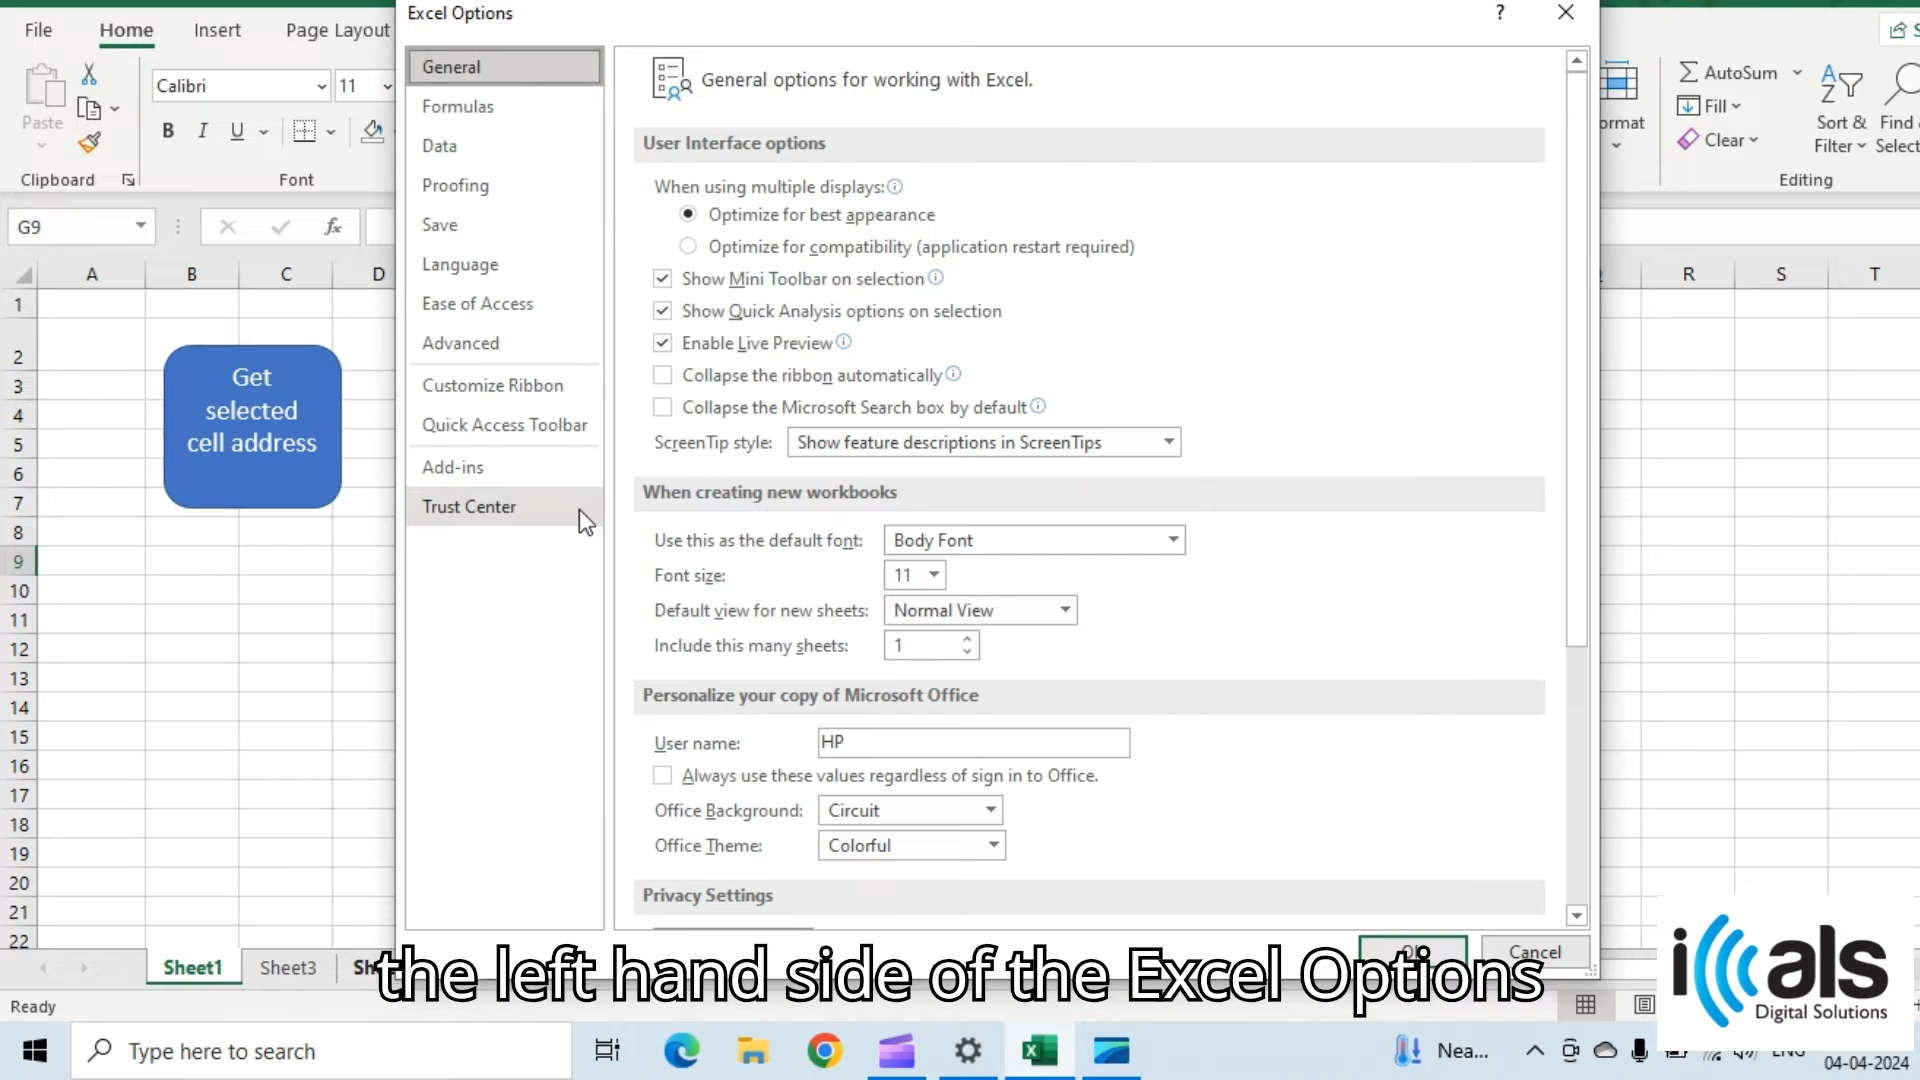 Excel Options
?
File
Home
Insert
Page Layout
Calibri
11
Paste
B
I
U
Clipboard
Font
AutoSum
Fill
Clear
Sort &
Filter
Find
Select
Editing
G9
fx
A
B
C
D
R
S
T
1
2
3
4
5
6
7
8
9
10
11
12
13
14
15
16
17
18
19
20
21
22
Get
selected
cell address
General
Formulas
Data
Proofing
Save
Language
Ease of Access
Advanced
Customize Ribbon
Quick Access Toolbar
Add-ins
Trust Center
General options for working with Excel.
User Interface options
When using multiple displays:
Optimize for best appearance
Optimize for compatibility (application restart required)
Show Mini Toolbar on selection
Show Quick Analysis options on selection
Enable Live Preview
Collapse the ribbon automatically
Collapse the Microsoft Search box by default
ScreenTip style:
Show feature descriptions in ScreenTips
When creating new workbooks
Use this as the default font:
Body Font
Font size:
11
Default view for new sheets:
Normal View
Include this many sheets:
1
Personalize your copy of Microsoft Office
User name:
HP
Always use these values regardless of sign in to Office.
Office Background:
Circuit
Office Theme:
Colorful
Privacy Settings
Cancel
the left hand side of the Excel Options
Sheet1
Sheet3
Ready
Type here to search
Nea...
ENG
04-04-2024
Digital Solutions